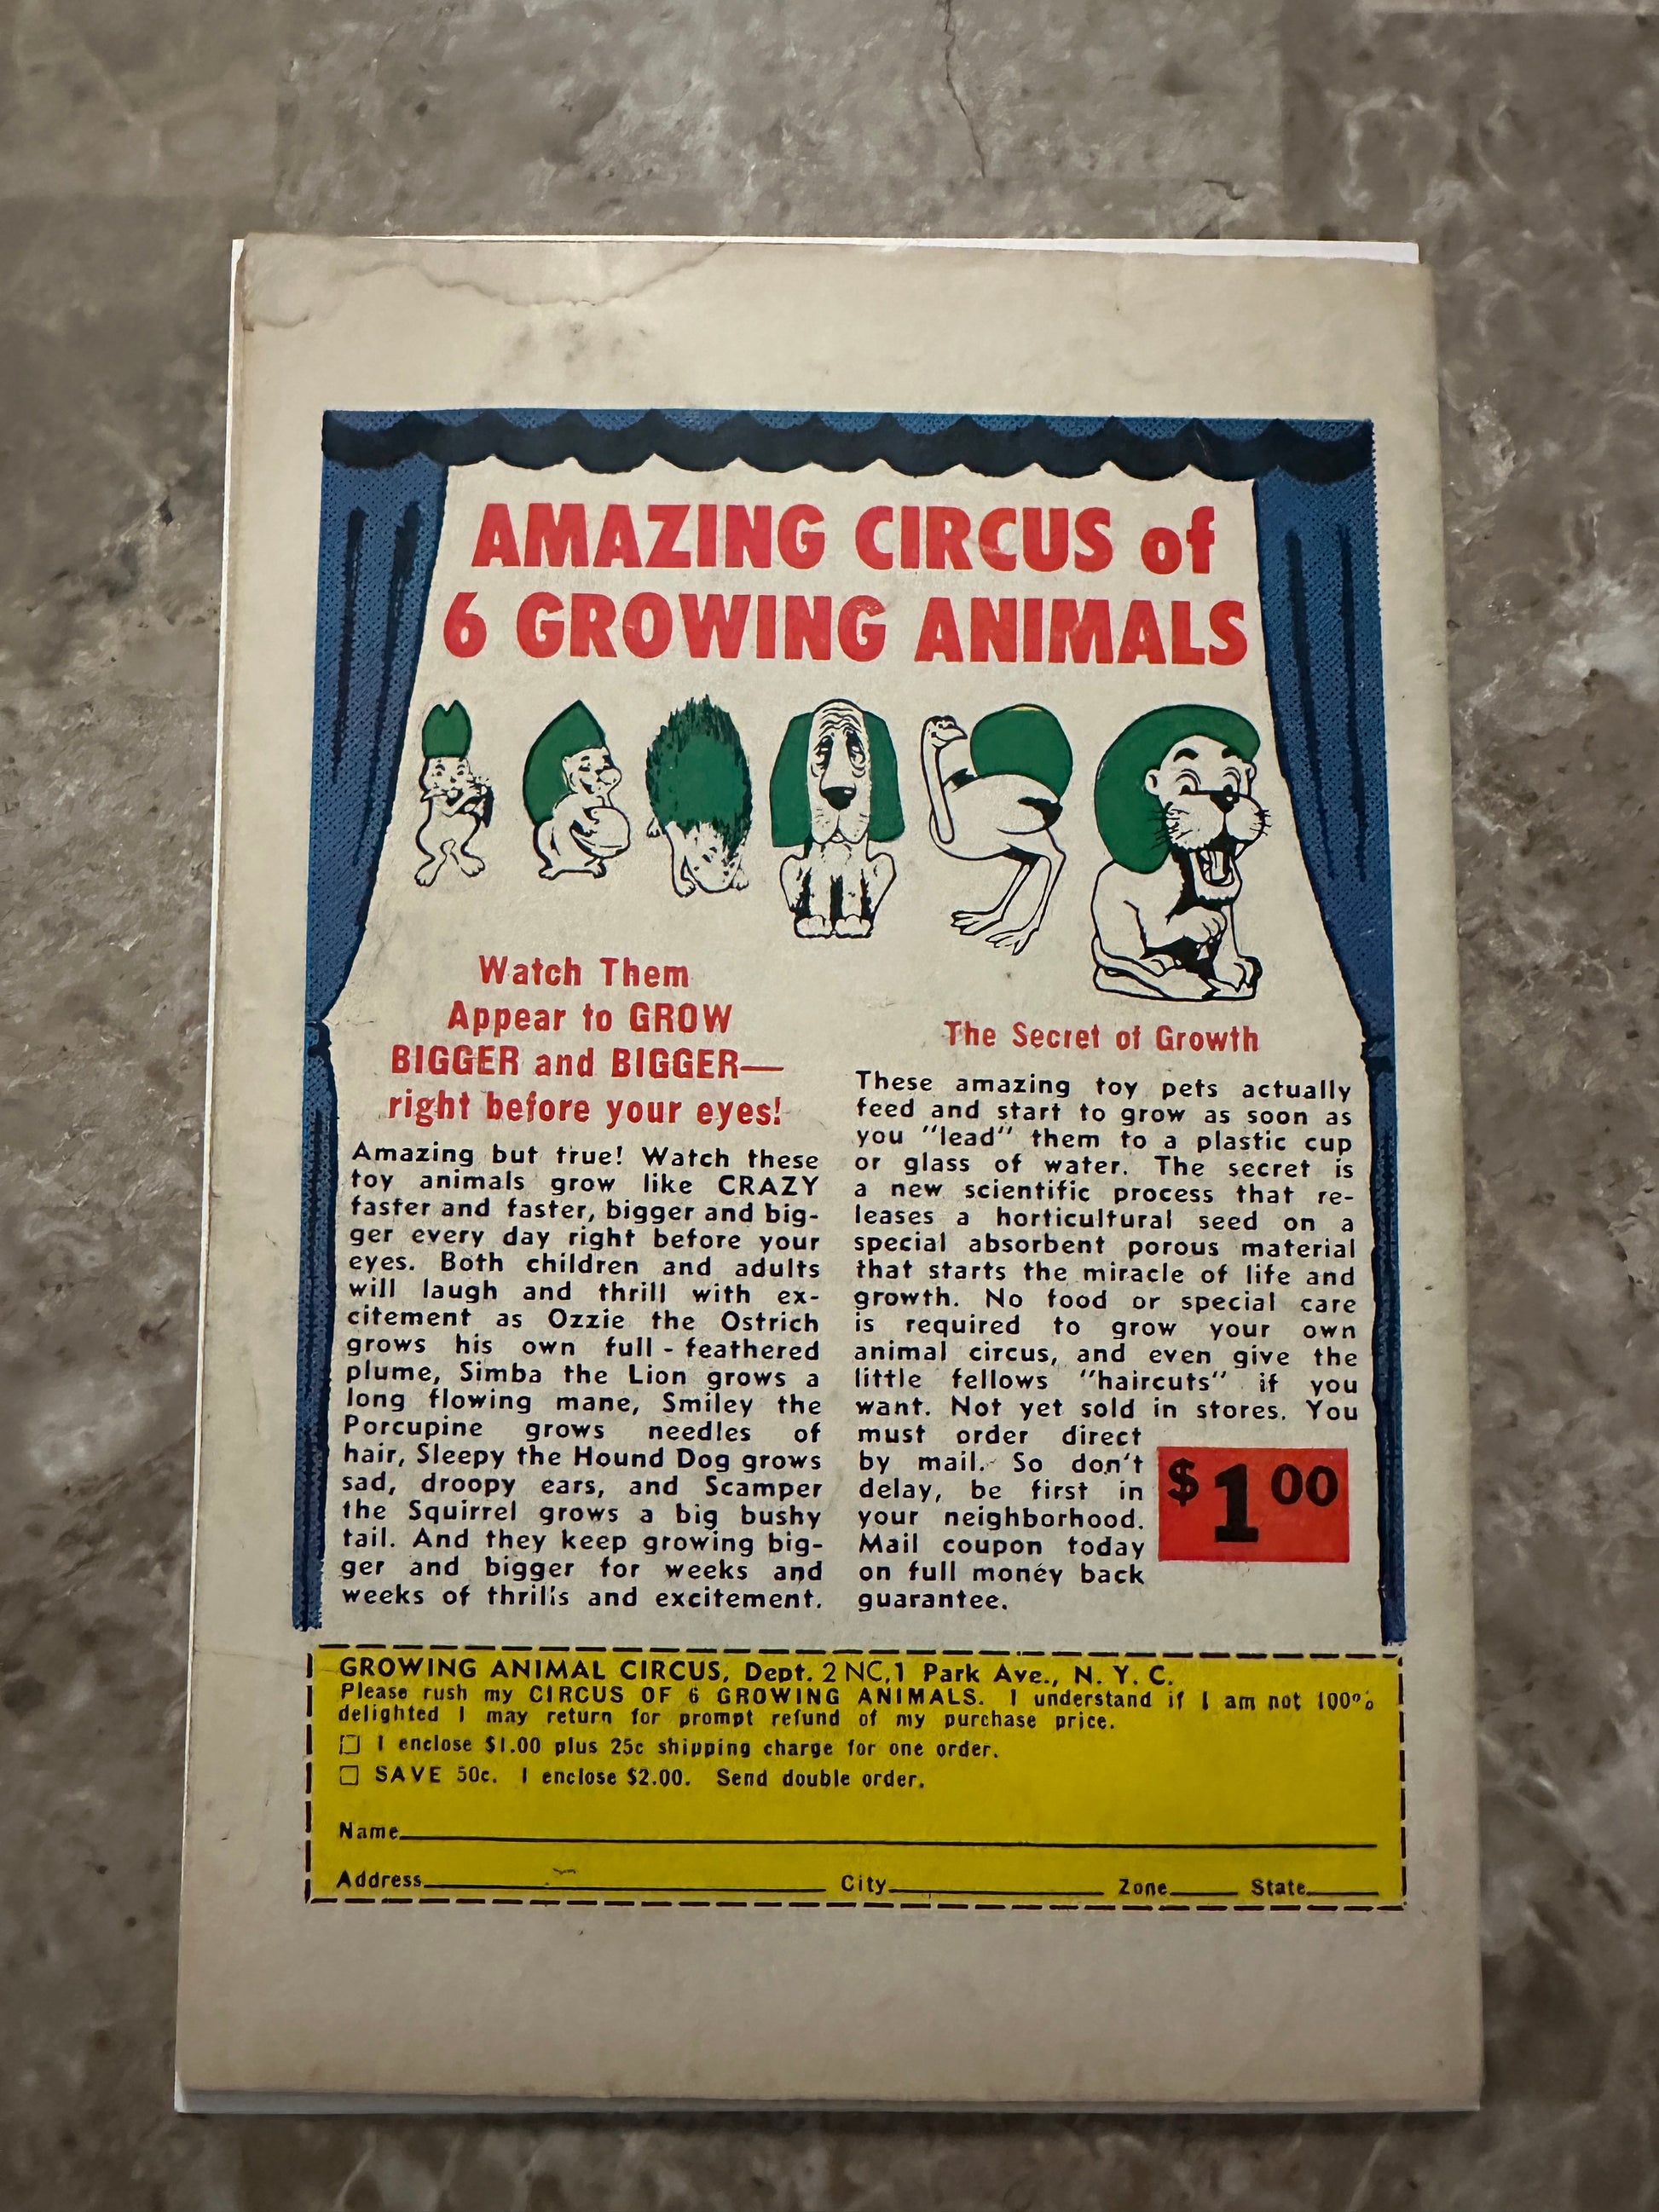 AMAZING CIRCUS of
6 GROWING ANIMALS
Watch Them
Appear to GROW
BIGGER and BIGGER—
right before your eyes!
Amazing but true! Watch these
toy animals grow like CRAZY
faster and faster, bigger and big-
ger every day right before your
eyes. Both children and adults
will laugh and thrill with ex-
citement as Ozzie the Ostrich
grows his own full - feathered
plume, Simba the Lion grows a
long flowing mane, Smiley the
Porcupine grows needles of
hair, Sleepy the Hound Dog grows
sad, droopy ears, and Scamper
the Squirrel grows a big bushy
tail. And they keep growing big-
ger and bigger for weeks and
weeks of thrills and excitement.
The Secret of Growth
These amazing toy pets actually
feed and start to grow as soon as
you "lead" them to a plastic cup
or glass of water. The secret is
a new scientific process that re-
leases a horticultural seed on a
special absorbent porous material
that starts the miracle of life and
growth. No food or special care
is required to grow your own
animal circus, and even give the
little fellows "haircuts" if you
want. Not yet sold in stores. You
must order direct
by mail. So don't
delay, be first in
your neighborhood.
Mail coupon today
on full money back
guarantee.
$1 00
GROWING ANIMAL CIRCUS, Dept. 2 NC, 1 Park Ave., N. Y. C.
Please rush my CIRCUS OF 6 GROWING ANIMALS. I understand if I am not 100%
delighted I may return for prompt refund of my purchase price.
☐ I enclose $1.00 plus 25c shipping charge for one order.
☐ SAVE 50c. I enclose $2.00. Send double order.
Name
Address City Zone State